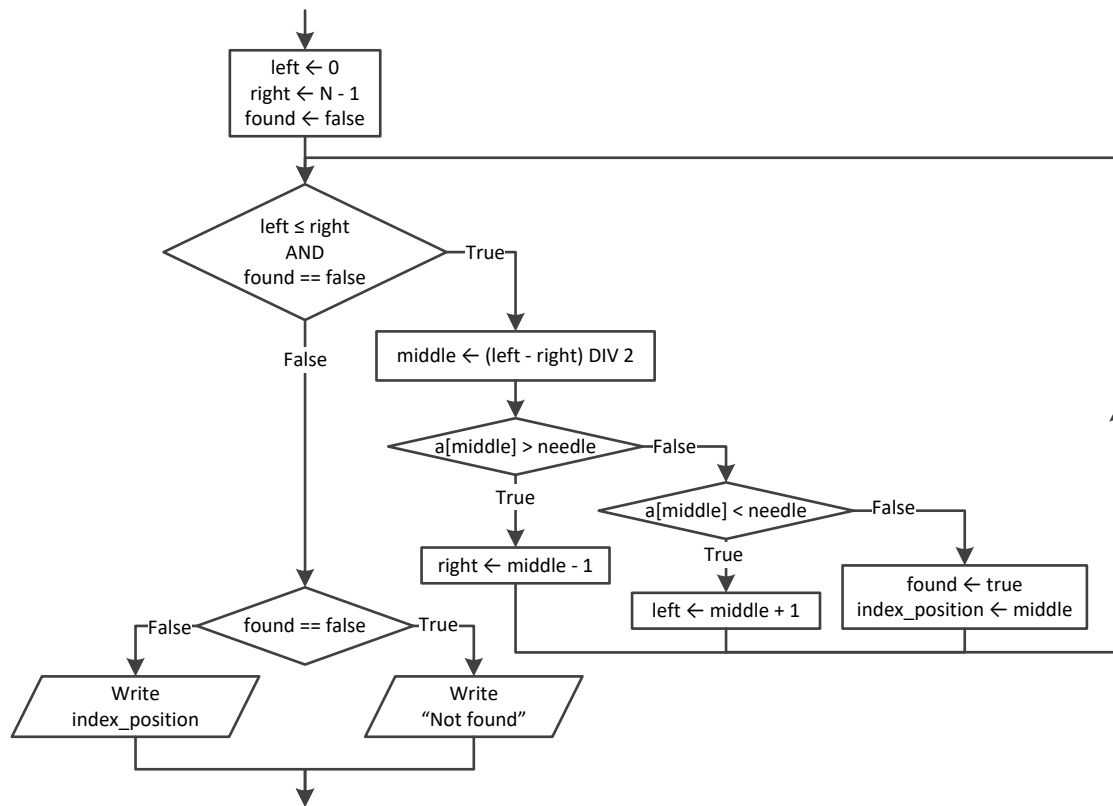 left ← 0
right ← N - 1
found ← false
left ≤ right
AND
found == false
True
False
middle ← (left - right) DIV 2
a[middle] > needle
False
True
a[middle] < needle
False
True
right ← middle - 1
left ← middle + 1
found ← true
index_position ← middle
found == false
False
True
Write
index_position
Write
“Not found”